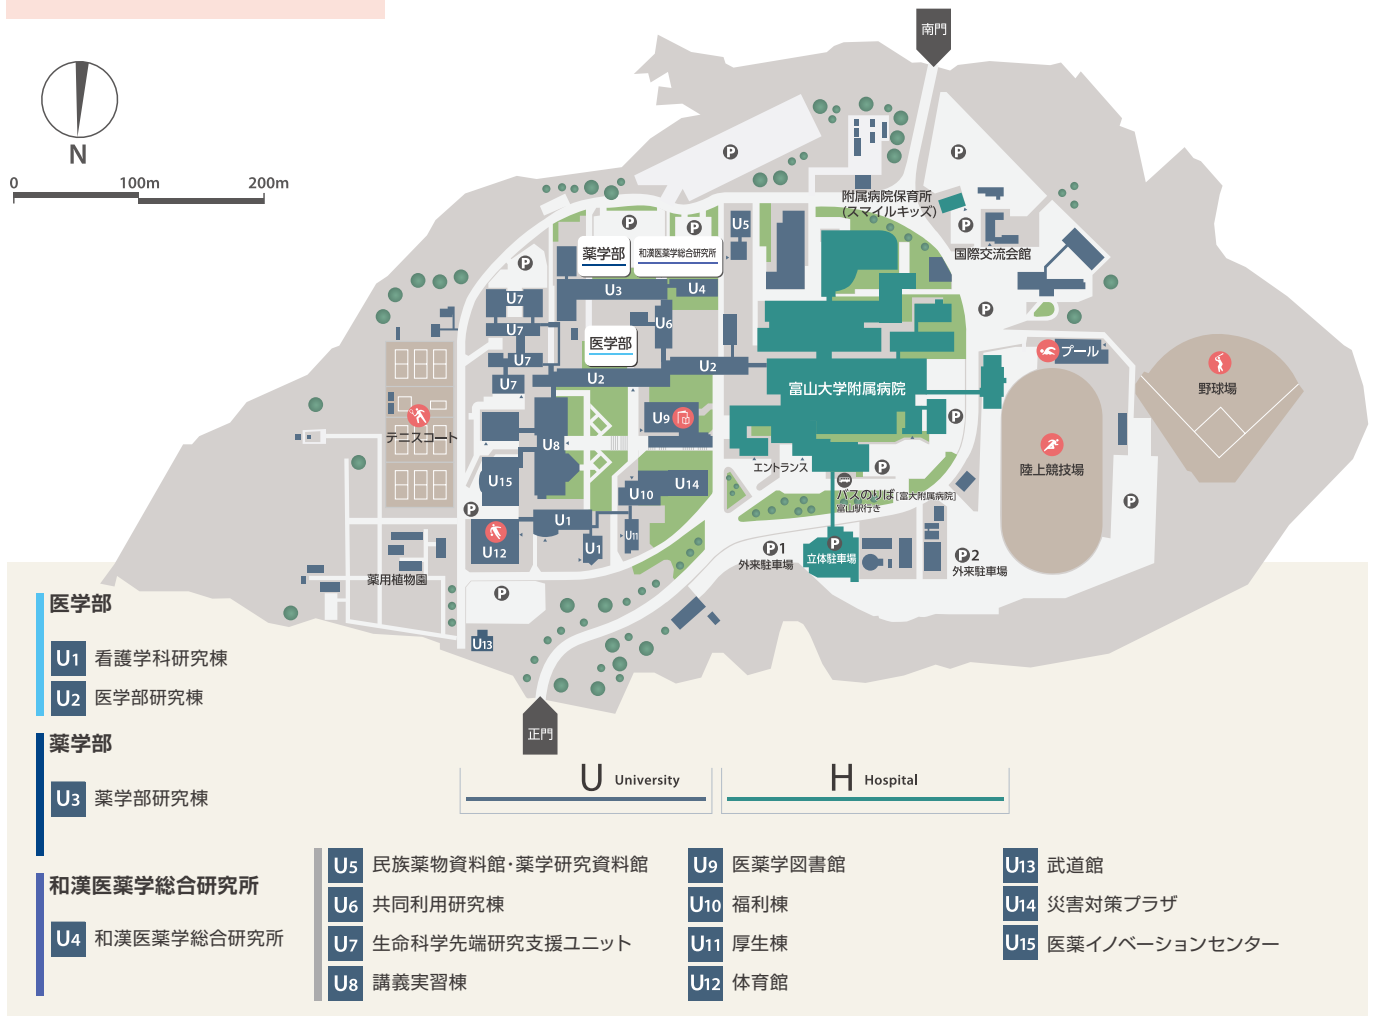 南門
N
0 100m 200m
P
P
附属病院保育所
(スマイルキッズ)
P
国際交流会館
P
P
U5
薬学部
和漢医薬学総合研究所
P
U3
U4
U7
U6
P
U7
医学部
U7
U2
U2
U7
プール
富山大学附属病院
野球場
P
テニスコート
U9
U8
エントランス
P
陸上競技場
U15
U14
U10
バスのりば[富大附属病院]
富山駅行き
P
P
U1
U11
U12
U1
P1
外来駐車場
P
立体駐車場
P2
外来駐車場
薬用植物園
P
U13
正門
U University
H Hospital
医学部
U1 看護学科研究棟
U2 医学部研究棟
薬学部
U3 薬学部研究棟
和漢医薬学総合研究所
U4 和漢医薬学総合研究所
U5 民族薬物資料館・薬学研究資料館
U6 共同利用研究棟
U7 生命科学先端研究支援ユニット
U8 講義実習棟
U9 医薬学図書館
U10 福利棟
U11 厚生棟
U12 体育館
U13 武道館
U14 災害対策プラザ
U15 医薬イノベーションセンター